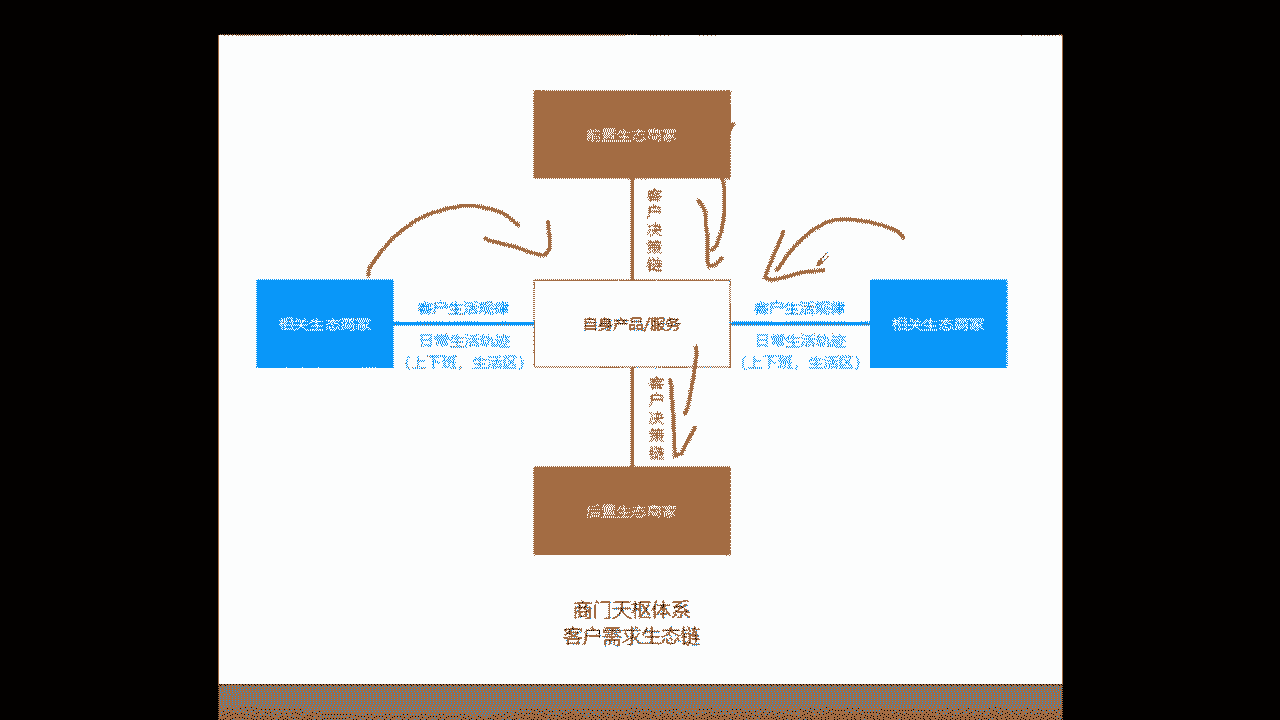 前置生态商家
客户决策链
相关生态商家
客户生活规律
日常生活轨迹
(上下班，生活区)
自身产品/服务
客户生活规律
日常生活轨迹
(上下班，生活区)
相关生态商家
客户决策链
后置生态商家
商门天枢体系
客户需求生态链